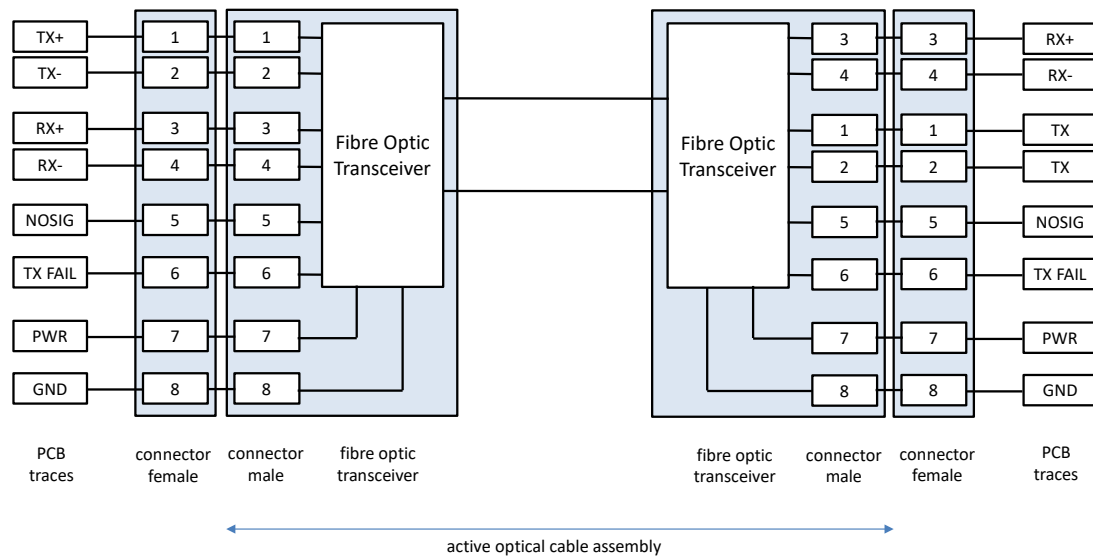 TX+ 1 1 3 3 RX+
TX- 2 2 4 4 RX-
RX+ 3 3 Fibre Optic Transceiver Fibre Optic Transceiver 1 1 TX
RX- 4 4 2 2 TX
NOSIG 5 5 5 5 NOSIG
TX FAIL 6 6 6 6 TX FAIL
PWR 7 7 7 7 PWR
GND 8 8 8 8 GND
PCB traces
connector female
connector male
fibre optic transceiver
fibre optic transceiver
connector male
connector female
PCB traces
active optical cable assembly